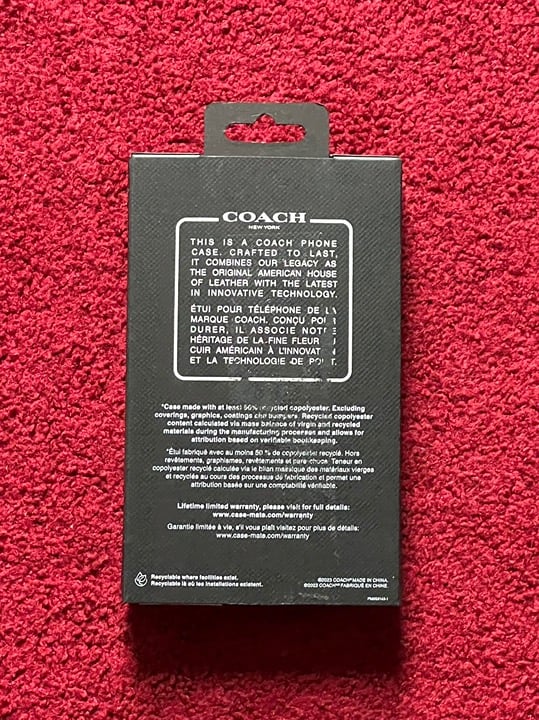 COACH
NEW YORK
THIS IS A COACH PHONE
CASE. CRAFTED TO LAST,
IT COMBINES OUR LEGACY AS
THE ORIGINAL AMERICAN HOUSE
OF LEATHER WITH THE LATEST
IN INNOVATIVE TECHNOLOGY.
ÉTUI POUR TÉLÉPHONE DE LA
MARQUE COACH. CONÇU POUR
DURER, IL ASSOCIE NOTRE
HÉRITAGE DE LA FINE FLEUR DU
CUIR AMÉRICAIN À L'INNOVATION
ET LA TECHNOLOGIE DE POINT.
*Case made with at least 50% recycled copolyester. Excluding
coverings, graphics, coatings and bumpers. Recycled copolyester
content calculated via mass balance of virgin and recycled
materials during the manufacturing processes and allows for
attribution based on verifiable bookkeeping.
*Étui fabriqué avec au moins 50 % de copolyester recyclé. Hors
revêtements, graphismes, revêtements et pare-chocs. Teneur en
copolyester recyclé calculée via le bilan massique des matériaux vierges
et recyclés au cours des processus de fabrication et permet une
attribution basée sur une comptabilité vérifiable.
Lifetime limited warranty, please visit for full details:
www.case-mate.com/warranty
Garantie limitée à vie, s'il vous plaît visitez pour plus de détails:
www.case-mate.com/warranty
Recyclable where facilities exist.
Recyclable là où les installations existent.
©2023 COACH® MADE IN CHINA.
©2023 COACH™ FABRIQUÉ EN CHINE.